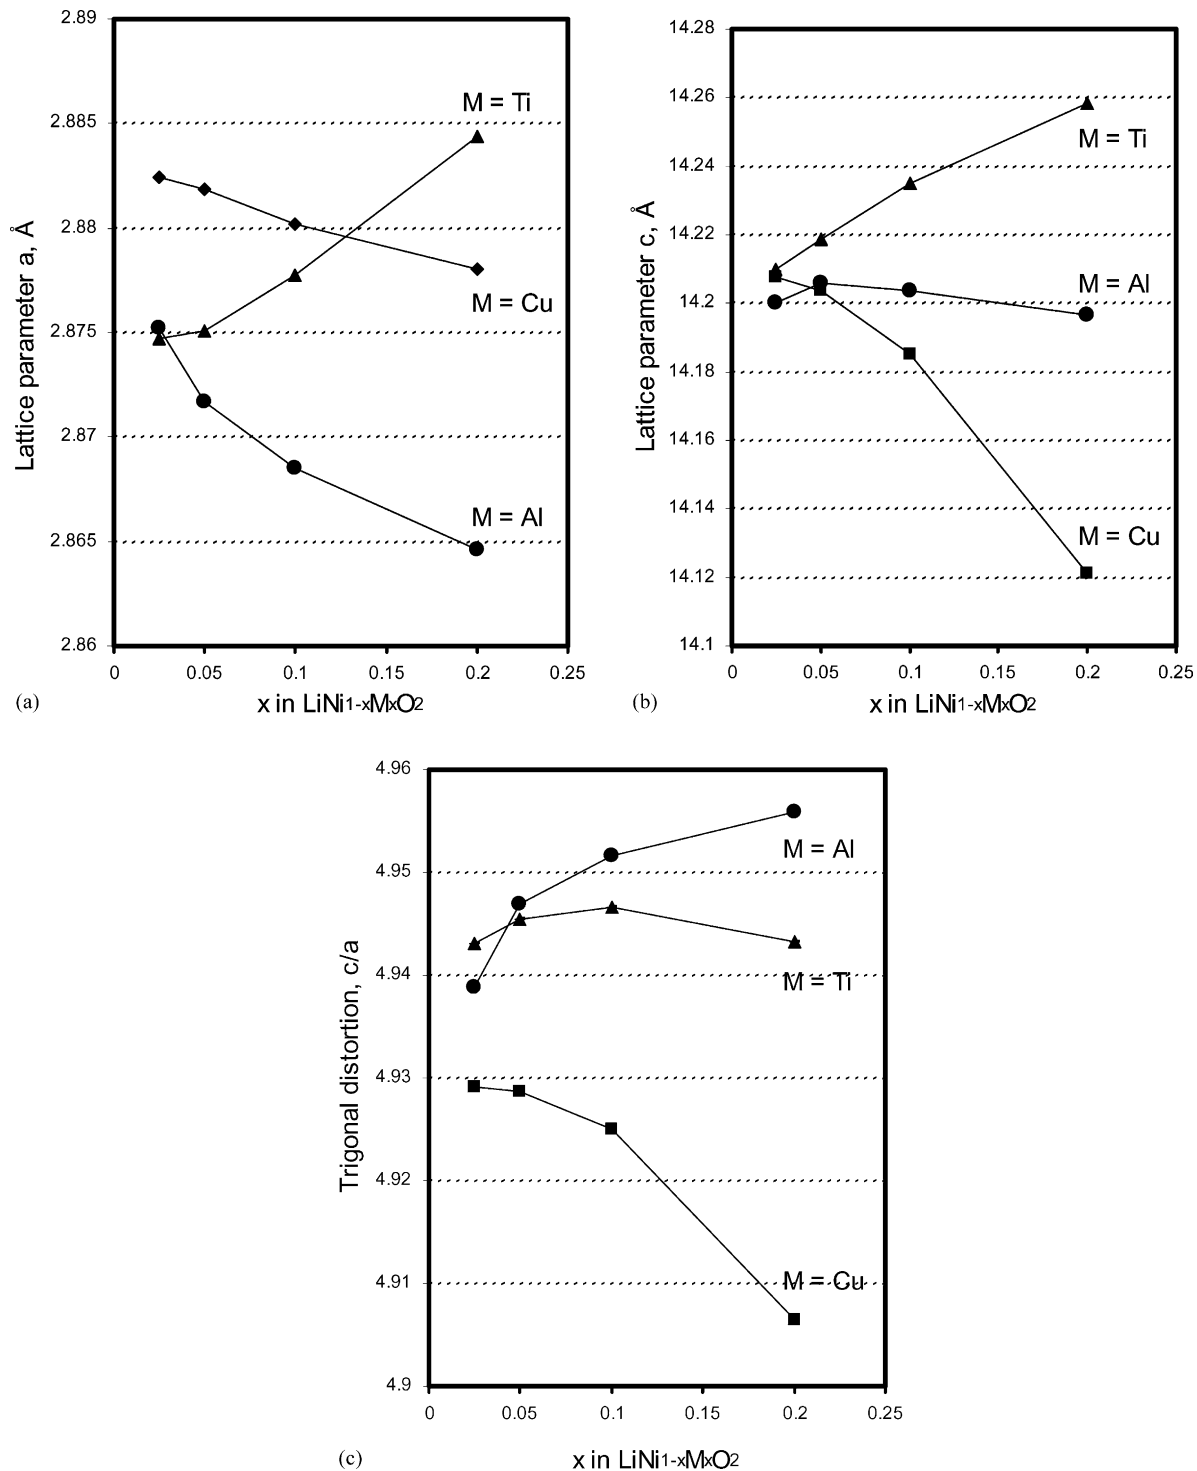 2.89
2.885
2.88
2.875
2.87
2.865
2.86
Lattice parameter a, Å
M = Ti
M = Cu
M = Al
0 0.05 0.1 0.15 0.2 0.25
(a) x in LiNi1-xMxO2
14.28
14.26
14.24
14.22
14.2
14.18
14.16
14.14
14.12
14.1
Lattice parameter c, Å
M = Ti
M = Al
M = Cu
0 0.05 0.1 0.15 0.2 0.25
(b) x in LiNi1-xMxO2
4.96
4.95
4.94
4.93
4.92
4.91
4.9
Trigonal distortion, c/a
M = Al
M = Ti
M = Cu
0 0.05 0.1 0.15 0.2 0.25
(c) x in LiNi1-xMxO2